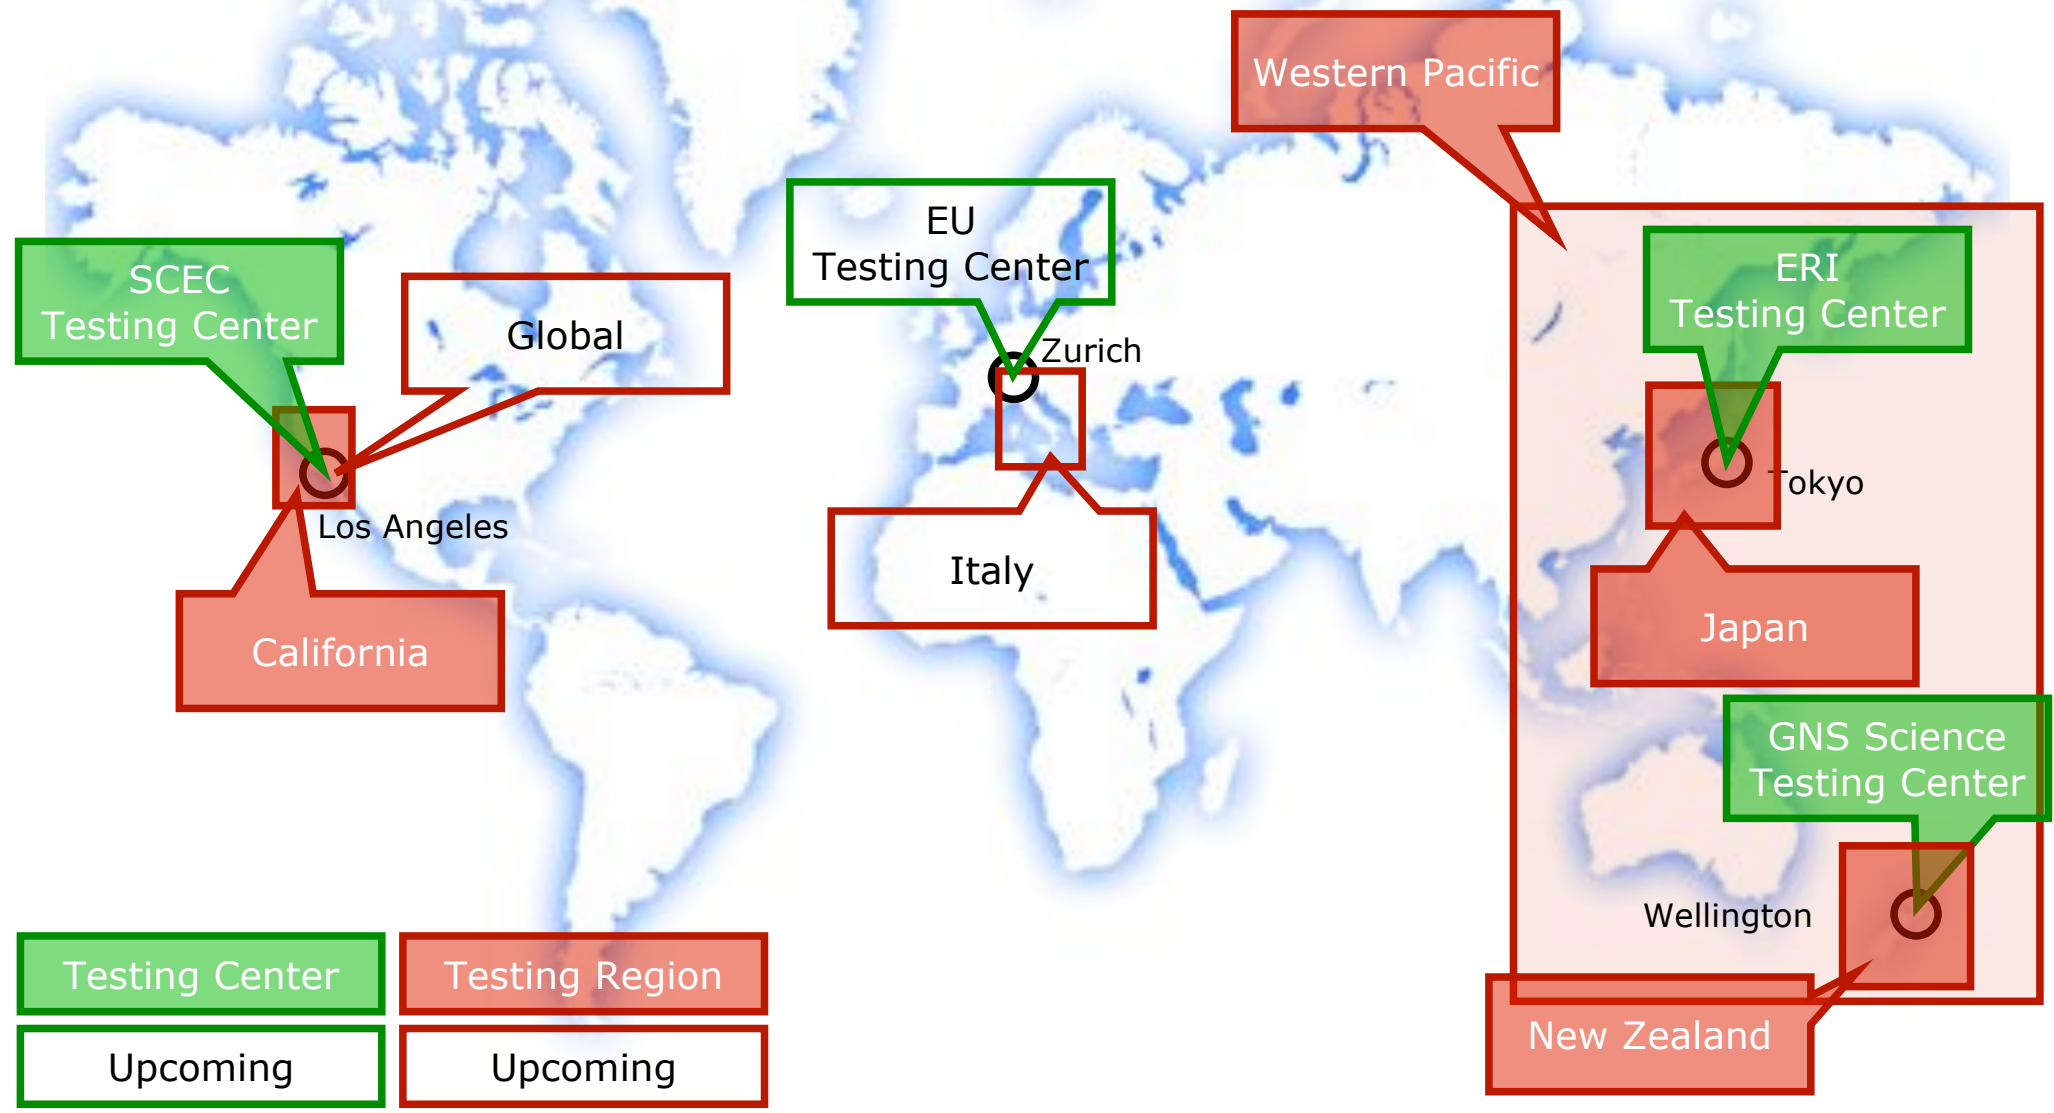 Western Pacific
EU
Testing Center
SCEC
Testing Center
ERI
Testing Center
Global
Zurich
Tokyo
Los Angeles
Italy
California
Japan
GNS Science
Testing Center
Wellington
Testing Center
Testing Region
New Zealand
Upcoming
Upcoming